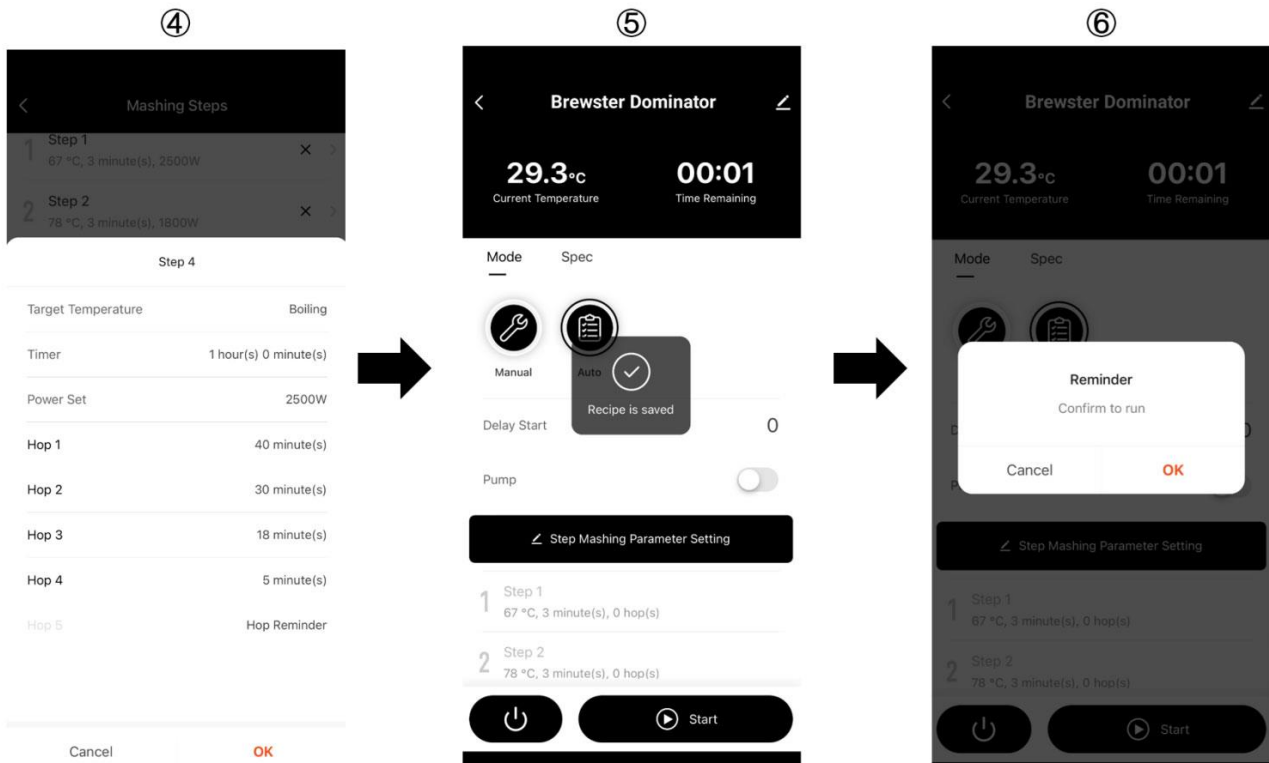 ④
Mashing Steps
1
Step 1
67 °C, 3 minute(s), 2500W
2
Step 2
78 °C, 3 minute(s), 1800W
Step 4
Target Temperature Boiling
Timer 1 hour(s) 0 minute(s)
Power Set 2500W
Hop 1 40 minute(s)
Hop 2 30 minute(s)
Hop 3 18 minute(s)
Hop 4 5 minute(s)
Hop 5 Hop Reminder
Cancel OK
⑤
Brewster Dominator
29.3°C 00:01
Current Temperature Time Remaining
Mode Spec
Manual Auto
Recipe is saved
Delay Start 0
Pump
Step Mashing Parameter Setting
1
Step 1
67 °C, 3 minute(s), 0 hop(s)
2
Step 2
78 °C, 3 minute(s), 0 hop(s)
Start
⑥
Brewster Dominator
29.3°C 00:01
Current Temperature Time Remaining
Mode Spec
Reminder
Confirm to run
Cancel OK
Step Mashing Parameter Setting
1
Step 1
67 °C, 3 minute(s), 0 hop(s)
2
Step 2
78 °C, 3 minute(s), 0 hop(s)
Start